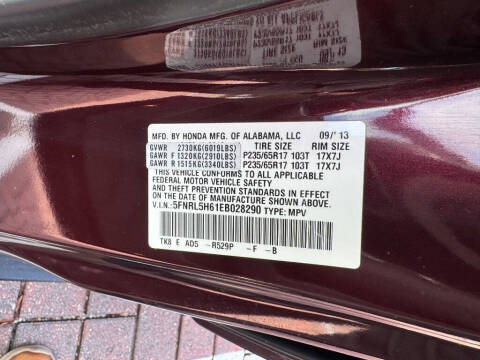 MFD. BY HONDA MFG. OF ALABAMA, LLC 09/13
GVWR 2730KG(6019LBS) TIRE SIZE RIM SIZE
GAWR F 1320KG(2910LBS) P235/65R17 103T 17X7J
GAWR R 1515KG(3340LBS) P235/65R17 103T 17X7J
THIS VEHICLE CONFORMS TO ALL APPLICABLE
FEDERAL MOTOR VEHICLE SAFETY
AND THEFT PREVENTION STANDARDS IN EFFECT
ON THE DATE OF MANUFACTURE SHOWN ABOVE.
V.I.N.: 5FNRL5H61EB028290 TYPE: MPV
TK8 E AD5 -R529P -F -B